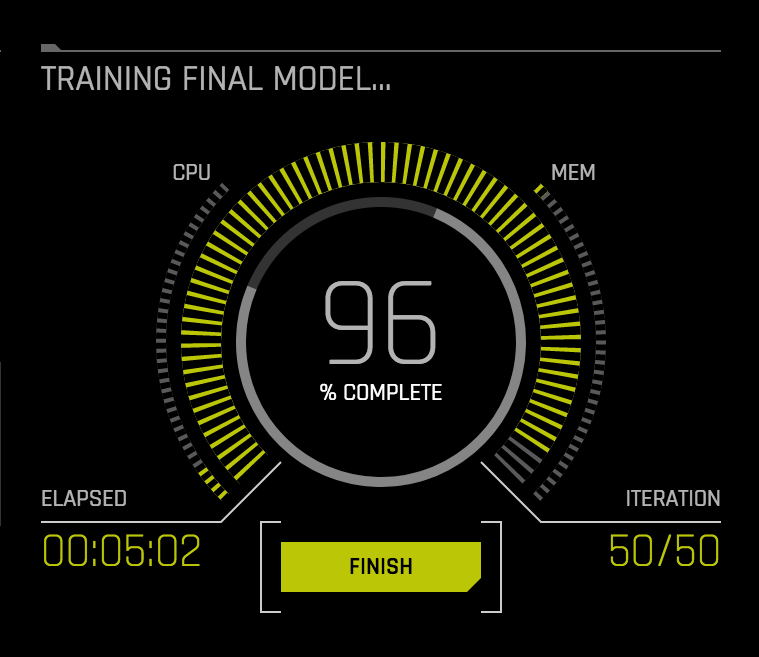 TRAINING FINAL MODEL...
CPU
MEM
96
% COMPLETE
ELAPSED
00:05:02
ITERATION
50/50
FINISH